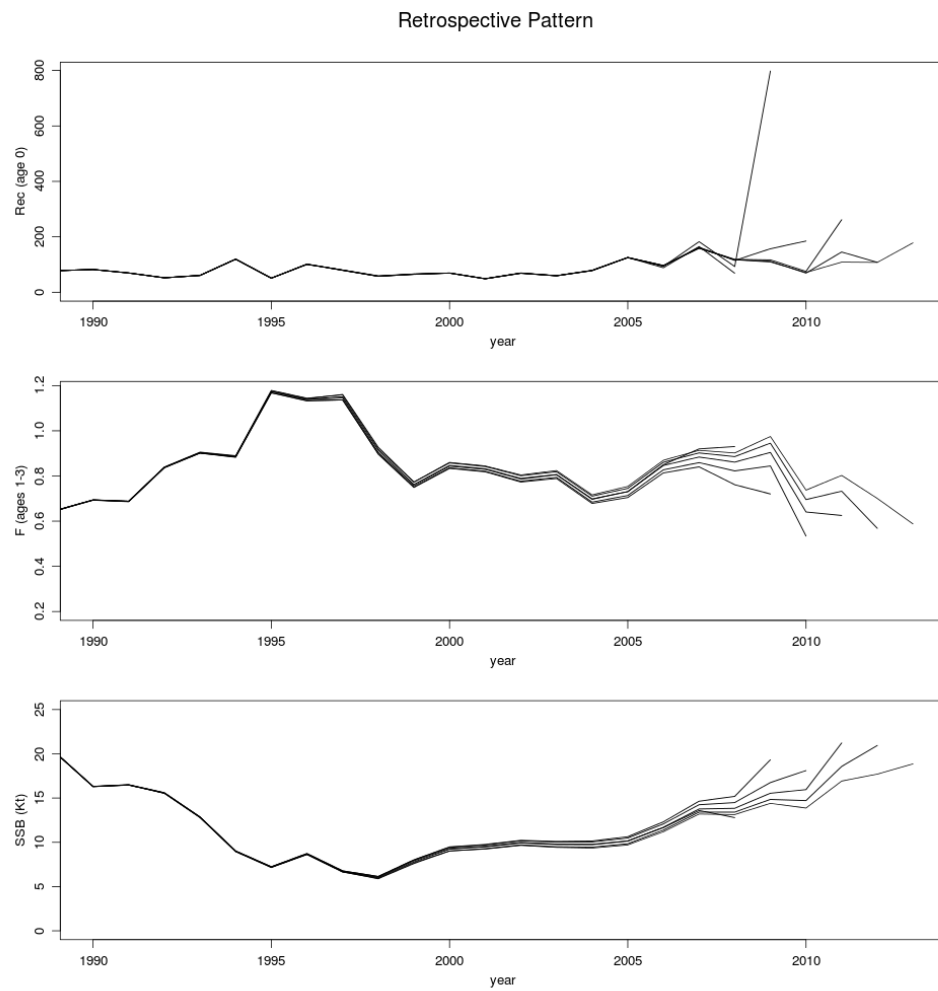 Retrospective Pattern
Rec (age 0)
800
600
400
200
0
1990 1995 2000 2005 2010
year
F (ages 1-3)
1.2
1.0
0.8
0.6
0.4
0.2
1990 1995 2000 2005 2010
year
SSB (Kt)
25
20
15
10
5
0
1990 1995 2000 2005 2010
year